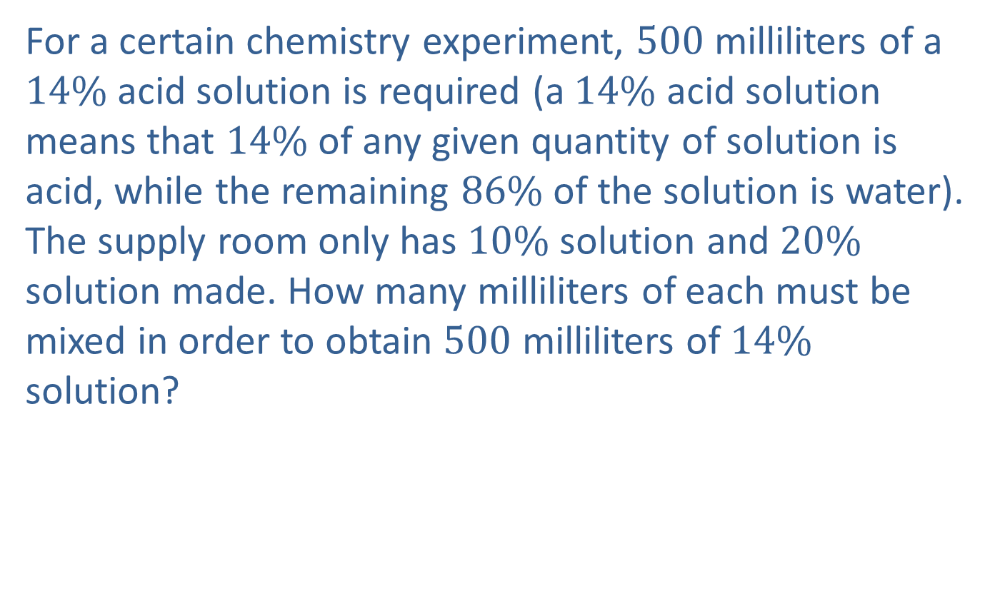 For a certain chemistry experiment, 500 milliliters of a
14% acid solution is required (a 14% acid solution
means that 14% of any given quantity of solution is
acid, while the remaining 86% of the solution is water).
The supply room only has 10% solution and 20%
solution made. How many milliliters of each must be
mixed in order to obtain 500 milliliters of 14%
solution?